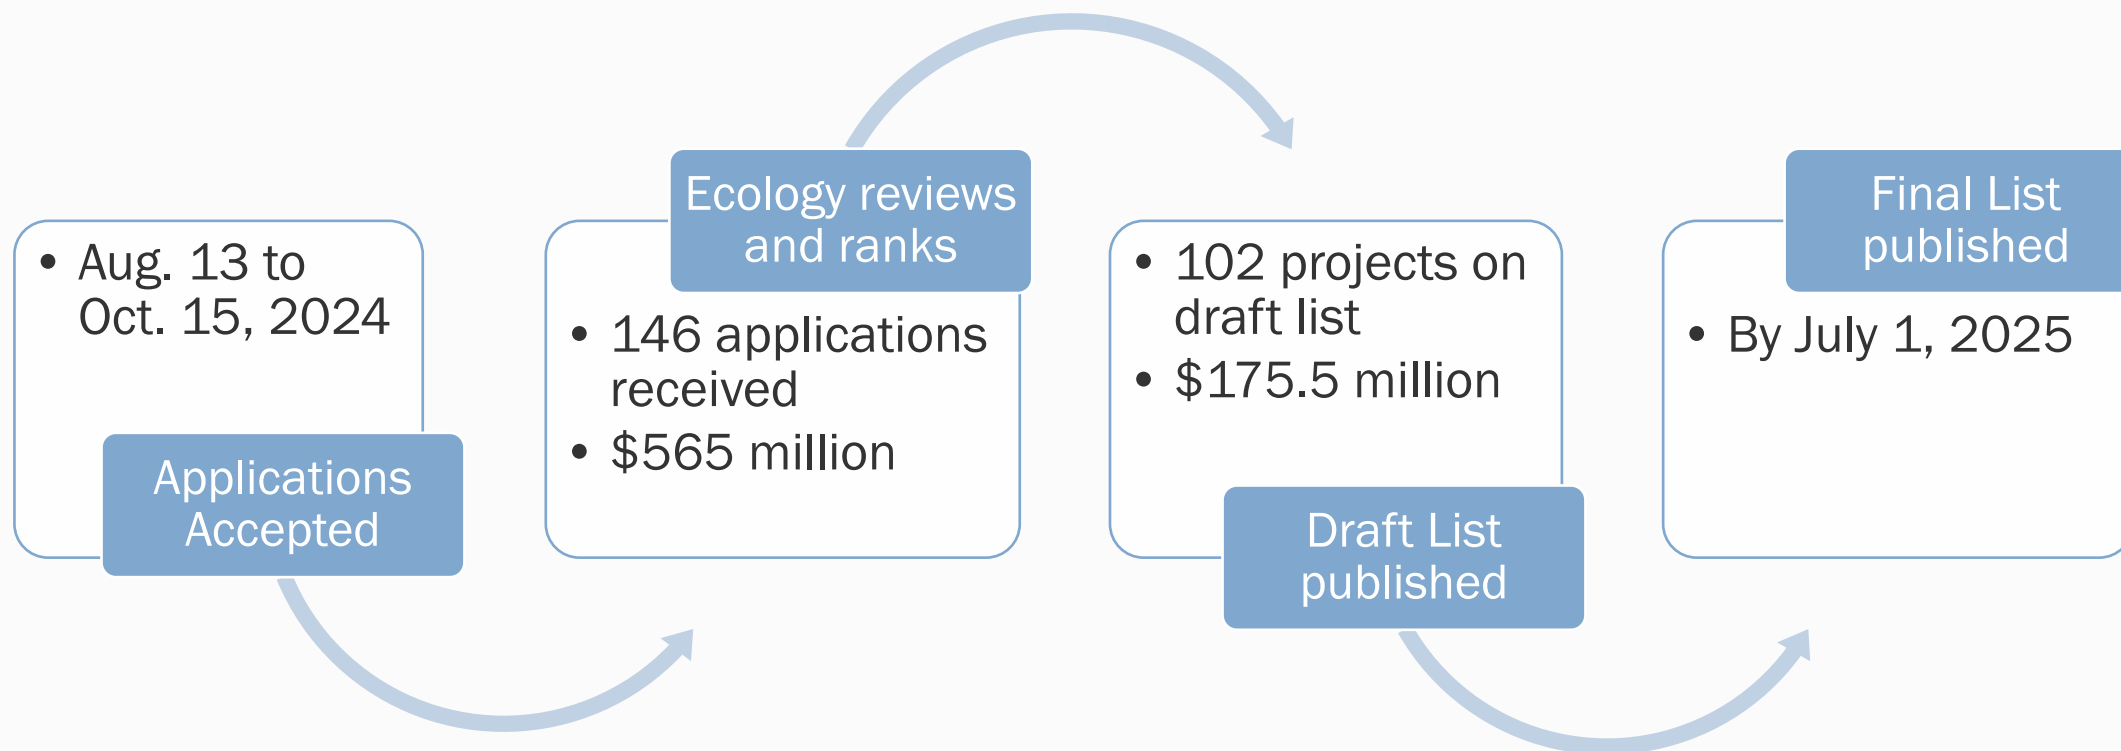 • Aug. 13 to
Oct. 15, 2024
Applications
Accepted
Ecology reviews
and ranks
• 146 applications
received
• $565 million
• 102 projects on
draft list
• $175.5 million
Draft List
published
Final List
published
• By July 1, 2025